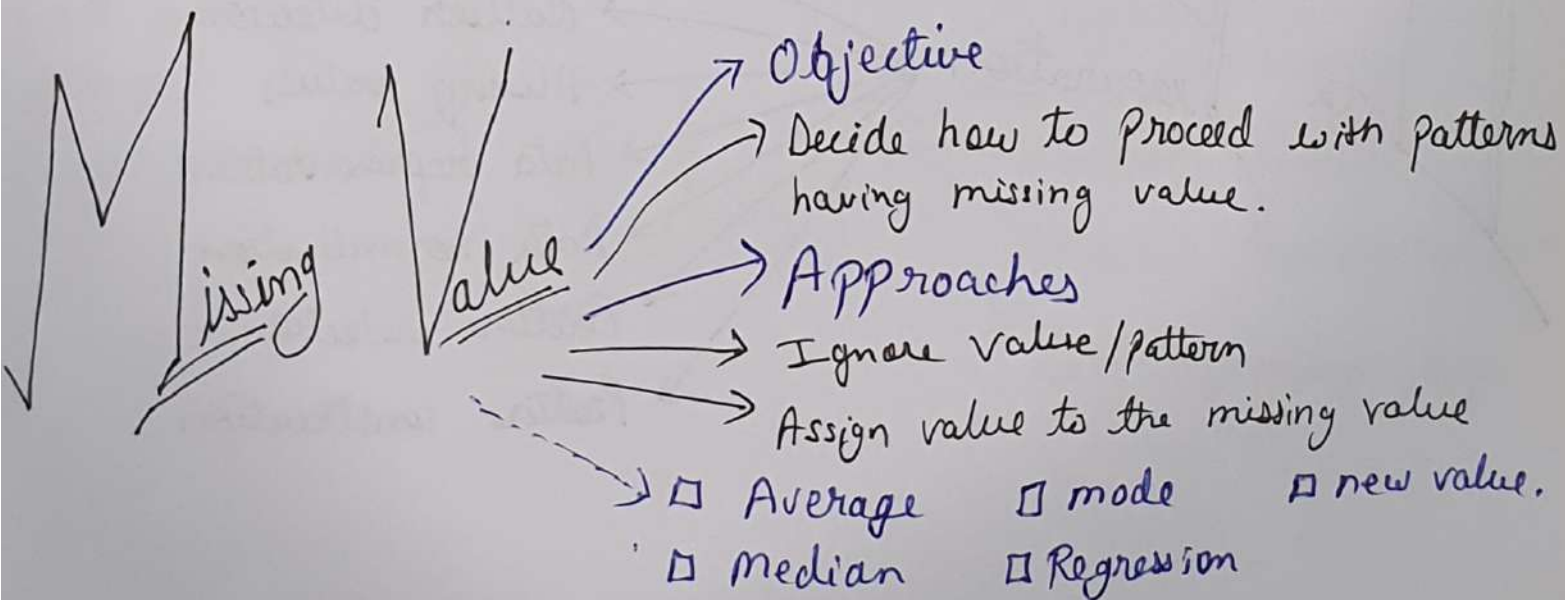 Missing Value
Objective
Decide how to proceed with patterns
having missing value.
Approaches
Ignore value/pattern
Assign value to the missing value
Average mode new value.
Median Regression